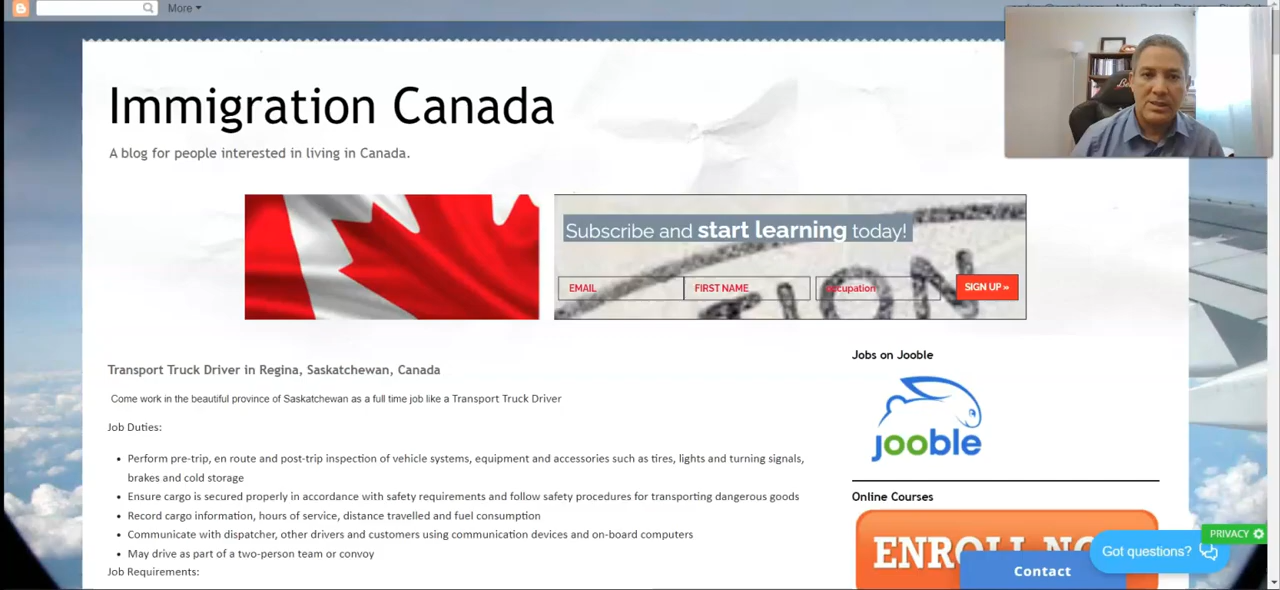 More
Immigration Canada
A blog for people interested in living in Canada.
Subscribe and start learning today!
EMAIL
FIRST NAME
Occupation
SIGN UP »
TION
Transport Truck Driver in Regina, Saskatchewan, Canada
Come work in the beautiful province of Saskatchewan as a full time job like a Transport Truck Driver
Job Duties:
• Perform pre-trip, en route and post-trip inspection of vehicle systems, equipment and accessories such as tires, lights and turning signals,
brakes and cold storage
• Ensure cargo is secured properly in accordance with safety requirements and follow safety procedures for transporting dangerous goods
• Record cargo information, hours of service, distance travelled and fuel consumption
• Communicate with dispatcher, other drivers and customers using communication devices and on-board computers
• May drive as part of a two-person team or convoy
Job Requirements:
Jobs on Jooble
jooble
Online Courses
ENROLL NO
PRIVACY
Got questions?
Contact